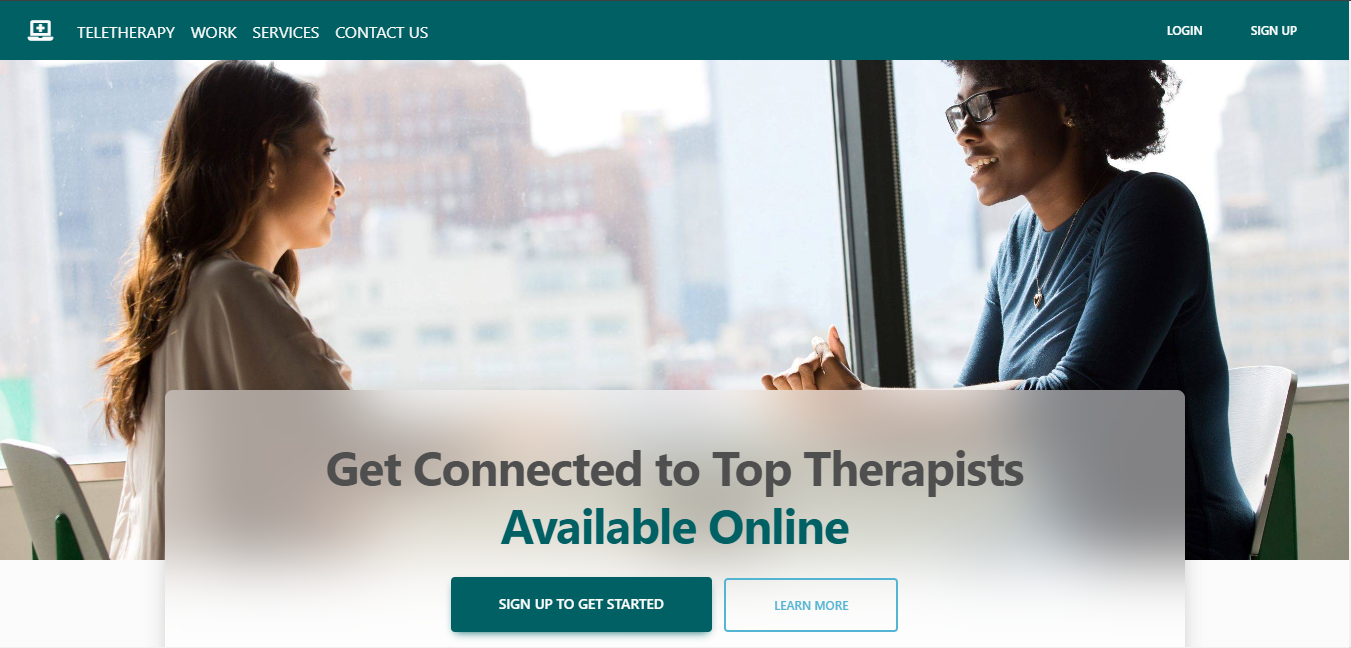 TELETHERAPY WORK SERVICES CONTACT US LOGIN SIGN UP
Get Connected to Top Therapists
Available Online
SIGN UP TO GET STARTED LEARN MORE